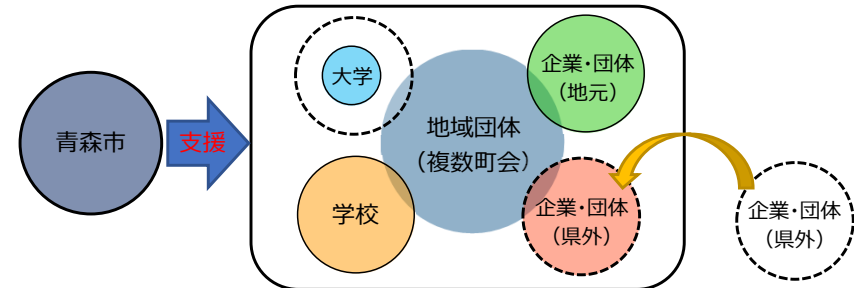 青森市
支援
大学
企業・団体
（地元）
地域団体
（複数町会）
学校
企業・団体
（県外）
企業・団体
（県外）